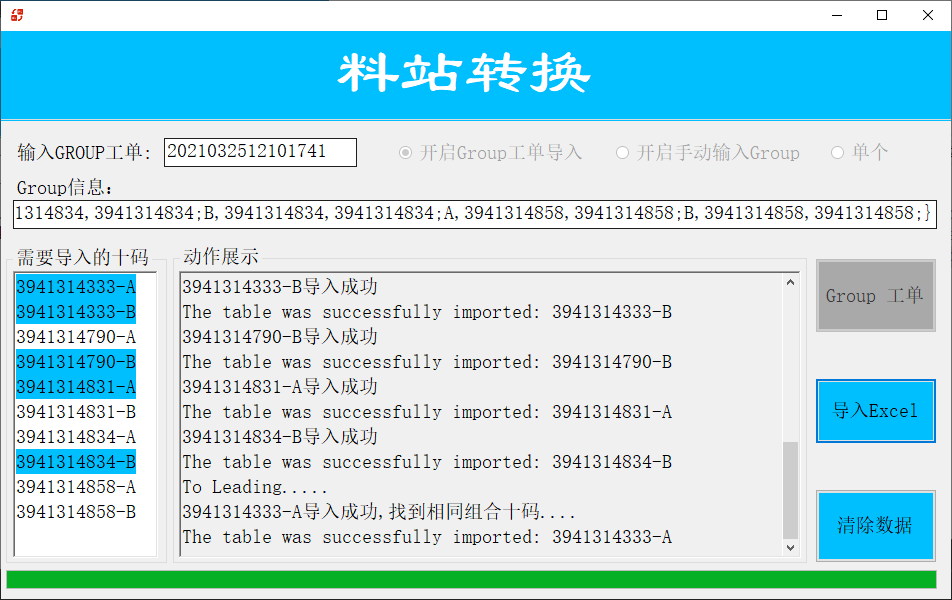 料站转换
输入GROUP工单: 2021032512101741 开启Group工单导入 开启手动输入Group 单个
Group信息：
1314834,3941314834;B,3941314834,3941314834;A,3941314858,3941314858;B,3941314858,3941314858;}
需要导入的十码
3941314333-A
3941314333-B
3941314790-A
3941314790-B
3941314831-A
3941314831-B
3941314834-A
3941314834-B
3941314858-A
3941314858-B
动作展示
3941314333-B导入成功
The table was successfully imported: 3941314333-B
3941314790-B导入成功
The table was successfully imported: 3941314790-B
3941314831-A导入成功
The table was successfully imported: 3941314831-A
3941314834-B导入成功
The table was successfully imported: 3941314834-B
To Leading.....
3941314333-A导入成功,找到相同组合十码....
The table was successfully imported: 3941314333-A
Group 工单
导入Excel
清除数据